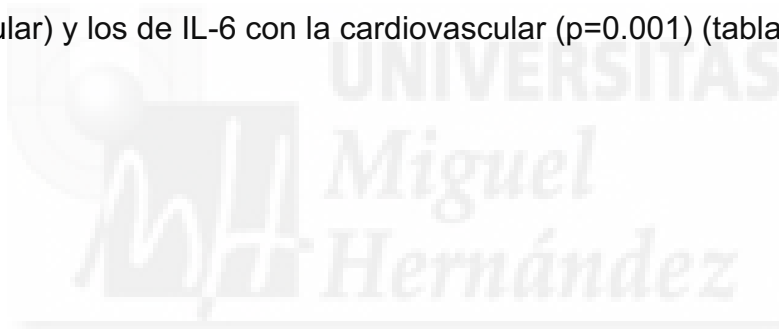 ular) y los de IL-6 con la cardiovascular (p=0.001) (tabla
UNIVERSITAS
Miguel
Hernández